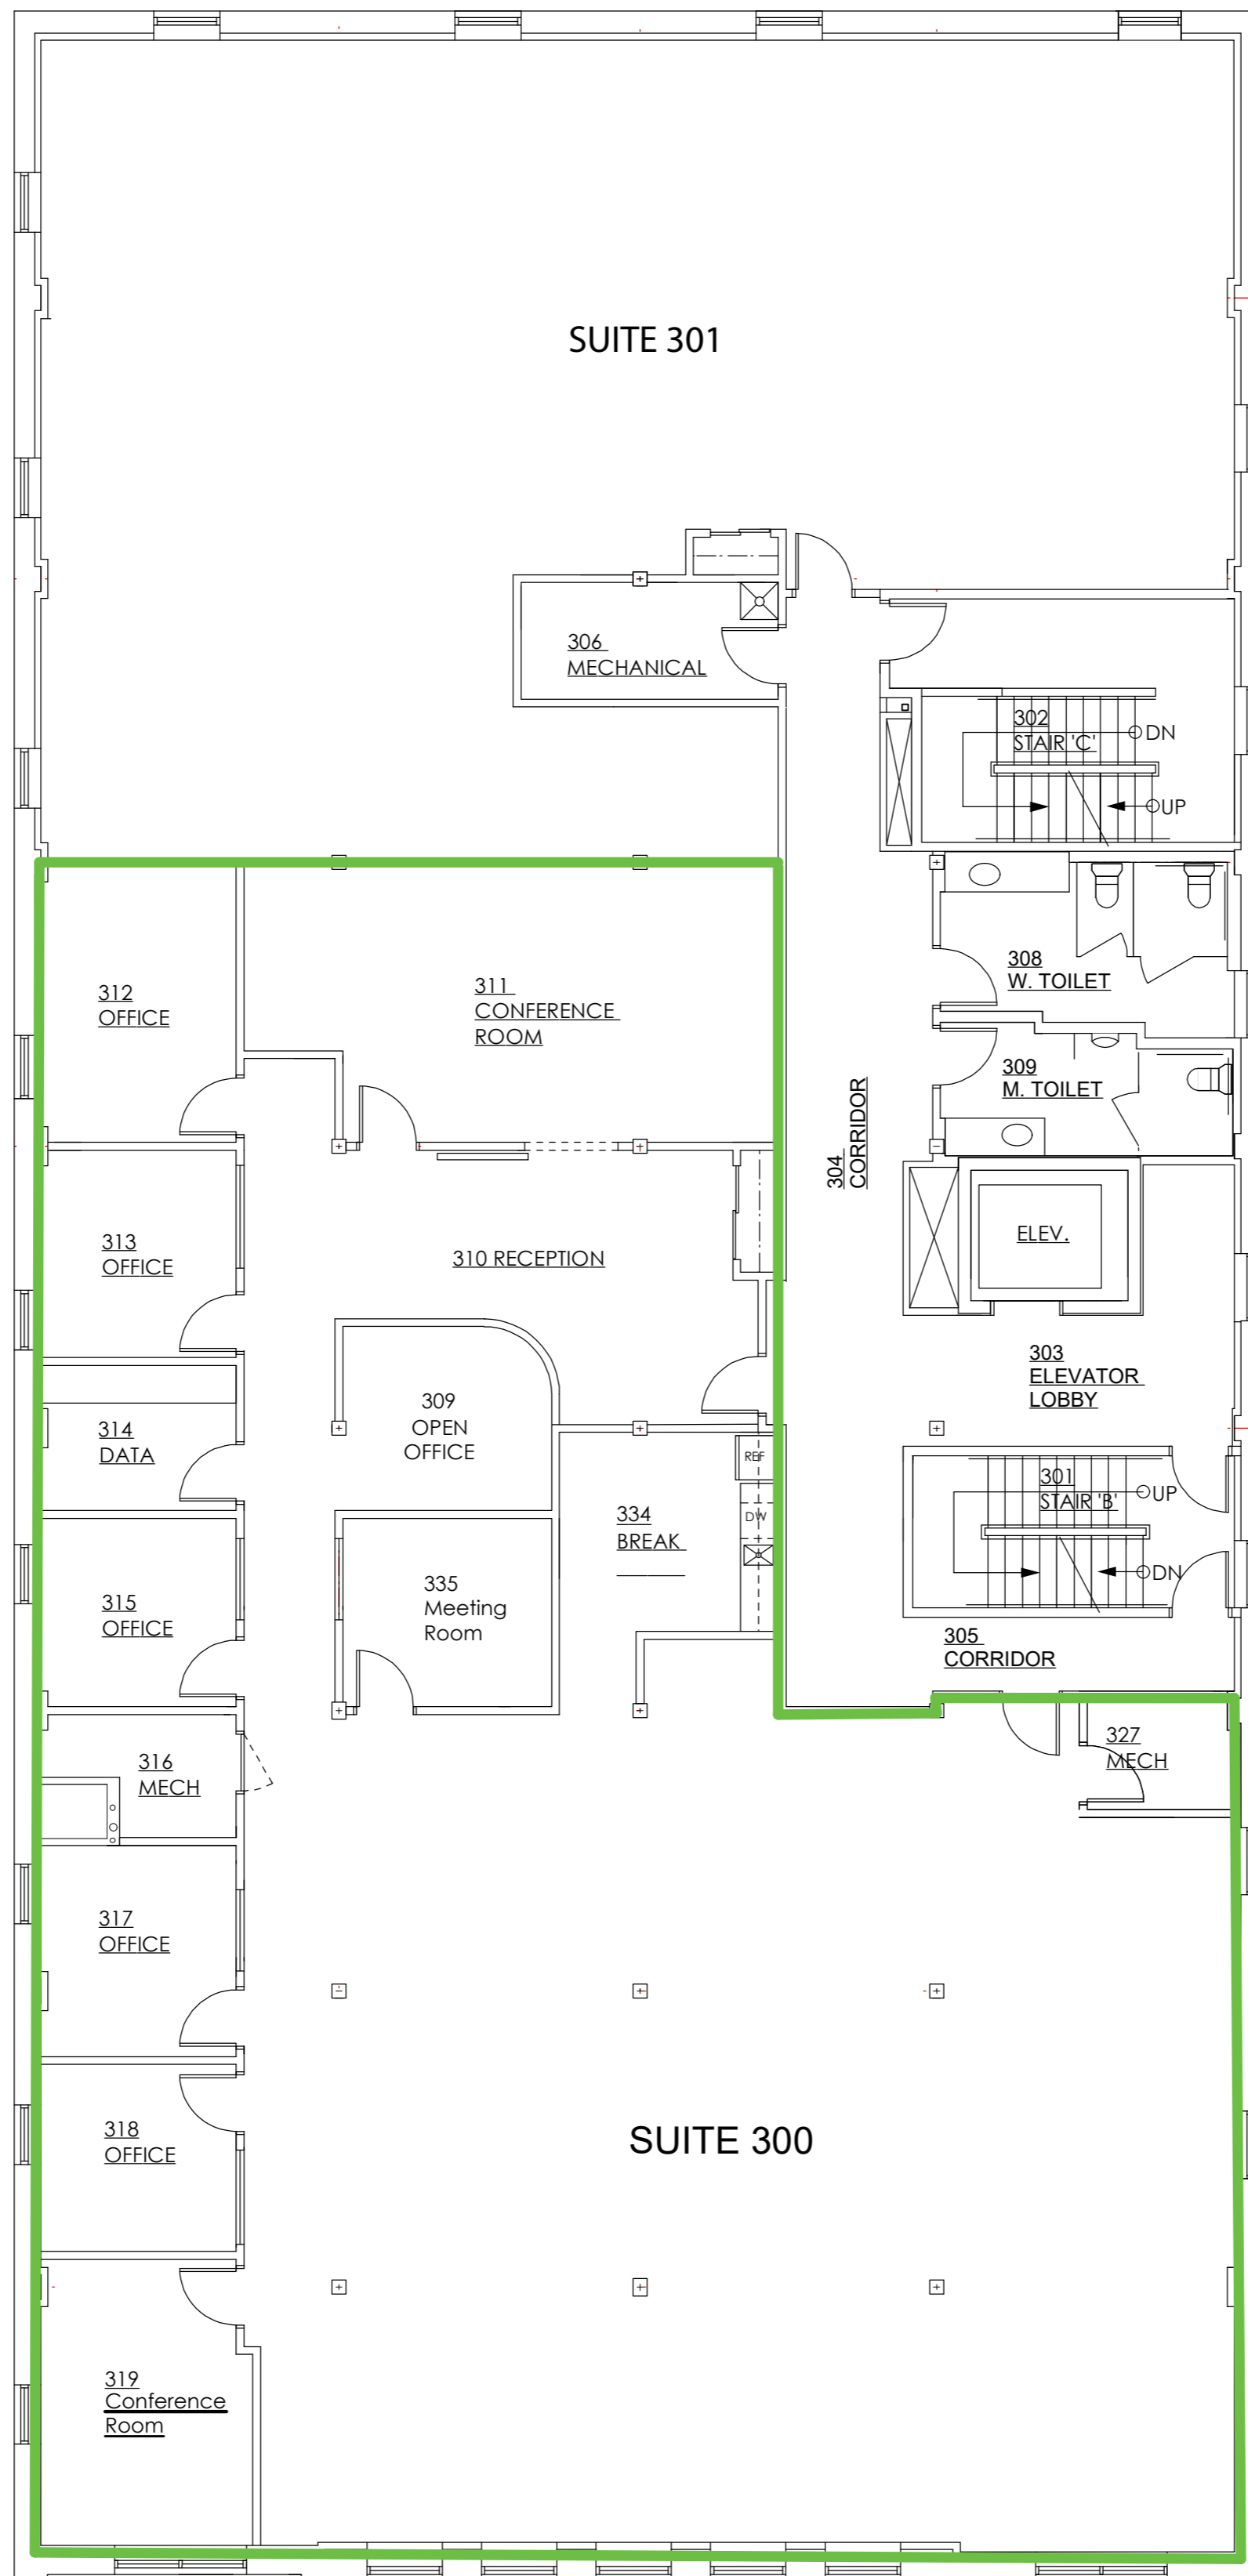 SUITE 301
306
MECHANICAL
302
STAIR 'C'
DN
UP
312
OFFICE
311
CONFERENCE
ROOM
308
W. TOILET
309
M. TOILET
304
CORRIDOR
313
OFFICE
310 RECEPTION
ELEV.
303
ELEVATOR
LOBBY
309
OPEN
OFFICE
314
DATA
REF
301
STAIR 'B'
UP
DN
334
BREAK
DW
335
Meeting
Room
315
OFFICE
305
CORRIDOR
316
MECH
327
MECH
317
OFFICE
318
OFFICE
SUITE 300
319
Conference
Room